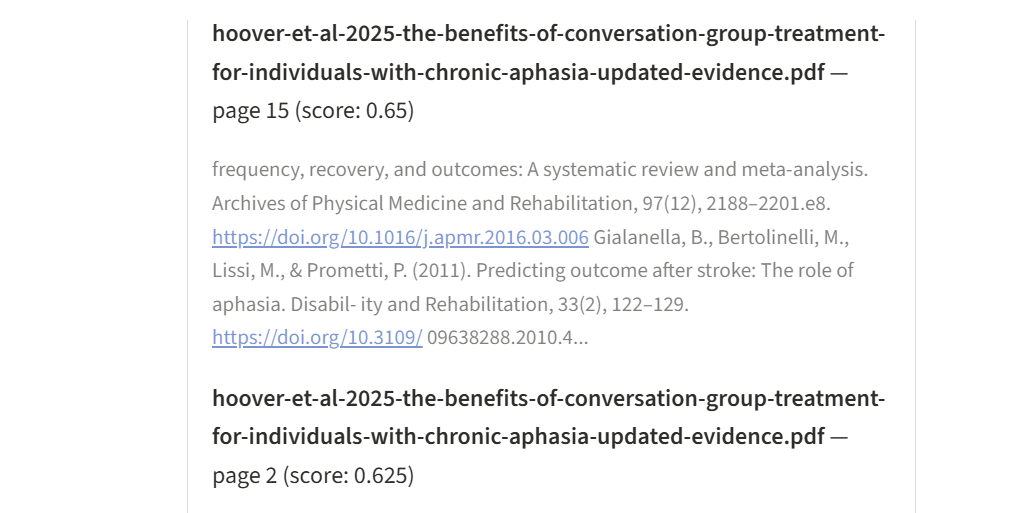 hoover-et-al-2025-the-benefits-of-conversation-group-treatment-
for-individuals-with-chronic-aphasia-updated-evidence.pdf —
page 15 (score: 0.65)
frequency, recovery, and outcomes: A systematic review and meta-analysis.
Archives of Physical Medicine and Rehabilitation, 97(12), 2188–2201.e8.
https://doi.org/10.1016/j.apmr.2016.03.006 Gialanella, B., Bertolinelli, M.,
Lissi, M., & Prometti, P. (2011). Predicting outcome after stroke: The role of
aphasia. Disabil- ity and Rehabilitation, 33(2), 122–129.
https://doi.org/10.3109/ 09638288.2010.4...
hoover-et-al-2025-the-benefits-of-conversation-group-treatment-
for-individuals-with-chronic-aphasia-updated-evidence.pdf —
page 2 (score: 0.625)